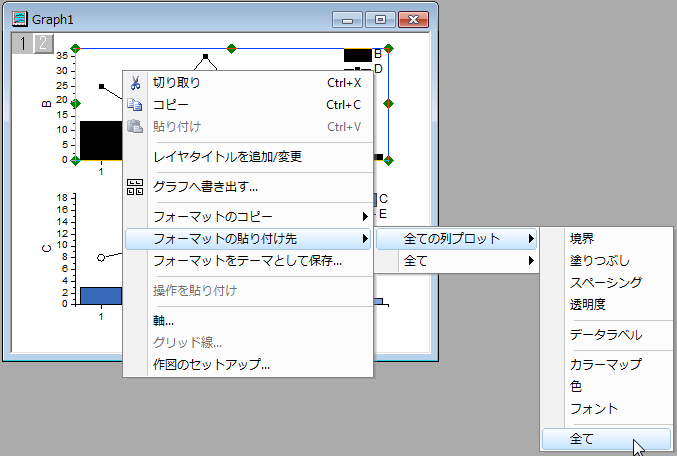 Graph1
1 2
35
30
25
20
15
10
5
0
B
1
B
D
18
16
14
12
10
8
6
4
2
0
C
1
C
E
切り取り Ctrl+X
コピー Ctrl+C
貼り付け Ctrl+V
レイヤタイトルを追加/変更
グラフへ書き出す...
フォーマットのコピー
フォーマットの貼り付け先
フォーマットをテーマとして保存...
操作を貼り付け
軸...
グリッド線...
作図のセットアップ...
全ての列プロット
全て
境界
塗りつぶし
スペーシング
透明度
データラベル
カラーマップ
色
フォント
全て